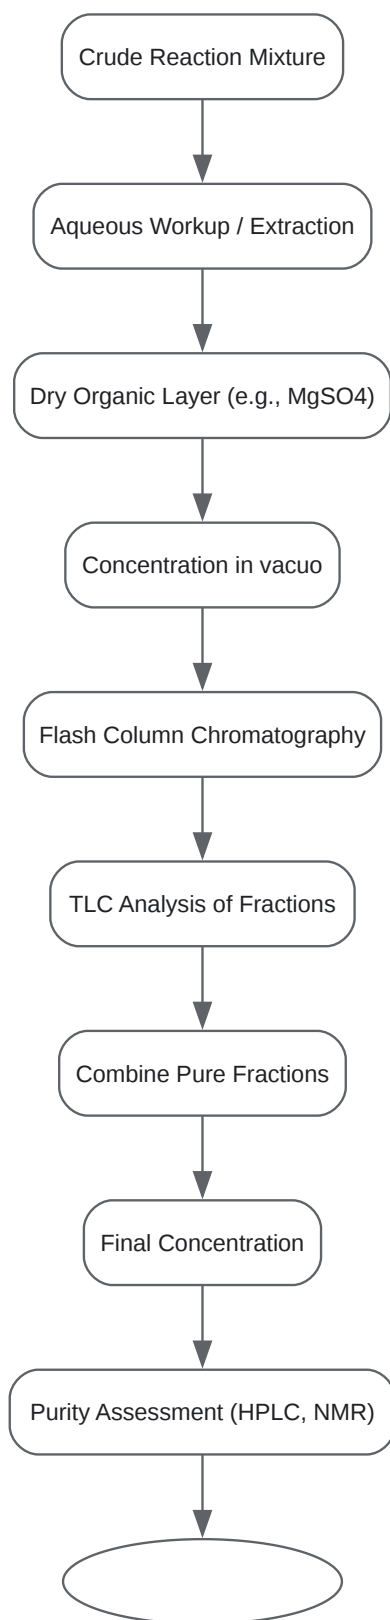 Crude Reaction Mixture
Aqueous Workup / Extraction
Dry Organic Layer (e.g., MgSO4)
Concentration in vacuo
Flash Column Chromatography
TLC Analysis of Fractions
Combine Pure Fractions
Final Concentration
Purity Assessment (HPLC, NMR)